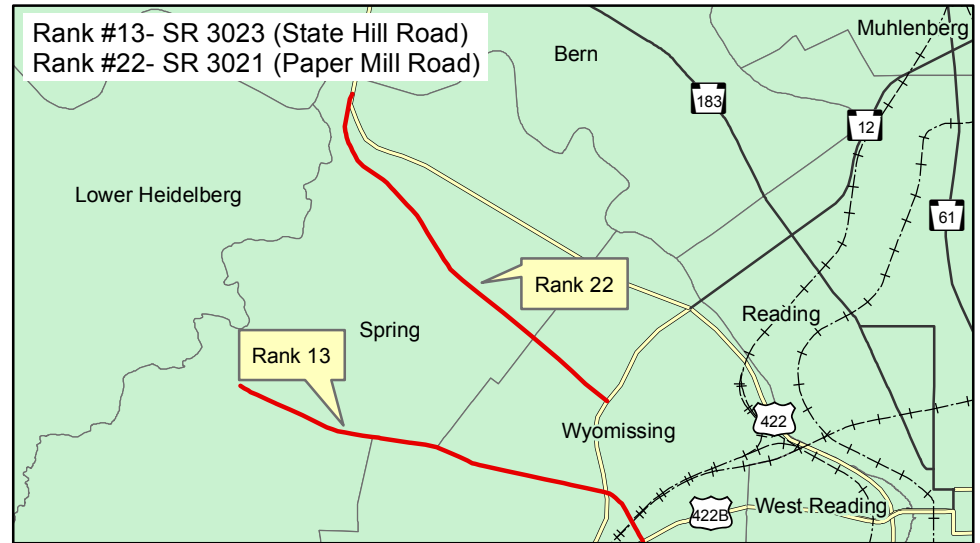 Rank #13- SR 3023 (State Hill Road)
Rank #22- SR 3021 (Paper Mill Road)
Muhlenberg
Bern
183
12
Lower Heidelberg
61
Rank 22
Reading
Spring
Rank 13
422
Wyomissing
West Reading
422B